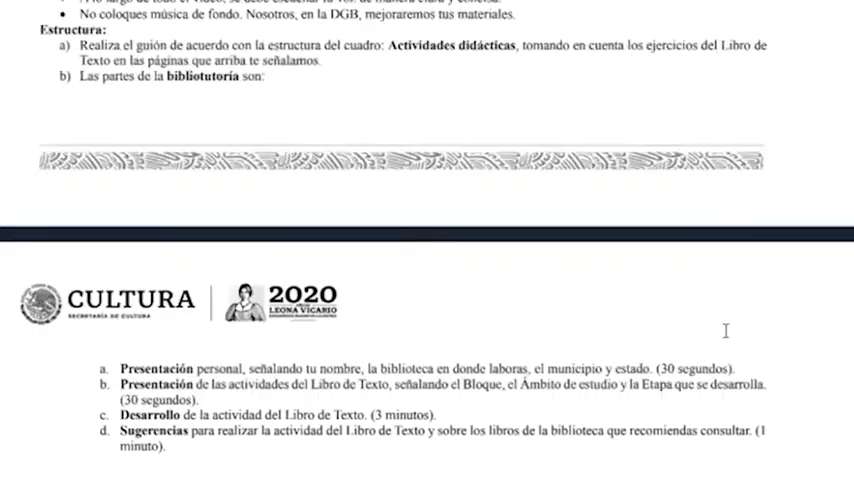 • No coloques música de fondo. Nosotros, en la DGB, mejoraremos tus materiales.
Estructura:
a) Realiza el guión de acuerdo con la estructura del cuadro: Actividades didácticas, tomando en cuenta los ejercicios del Libro de
Texto en las páginas que arriba te señalamos.
b) Las partes de la bibliotutoría son:
CULTURA
SECRETARÍA DE CULTURA
2020
LEONA VICARIO
a. Presentación personal, señalando tu nombre, la biblioteca en donde laboras, el municipio y estado. (30 segundos).
b. Presentación de las actividades del Libro de Texto, señalando el Bloque, el Ámbito de estudio y la Etapa que se desarrolla.
(30 segundos).
c. Desarrollo de la actividad del Libro de Texto. (3 minutos).
d. Sugerencias para realizar la actividad del Libro de Texto y sobre los libros de la biblioteca que recomiendas consultar. (1
minuto).